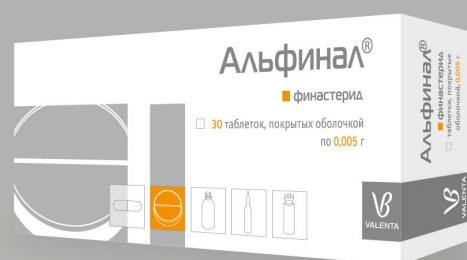 Альфинал®
финастерид
30 таблеток, покрытых оболочкой
по 0,005 г
VALENTA
Альфинал®
финастерид
таблетки, покрытые
оболочкой, 0,005 г
VALENTA